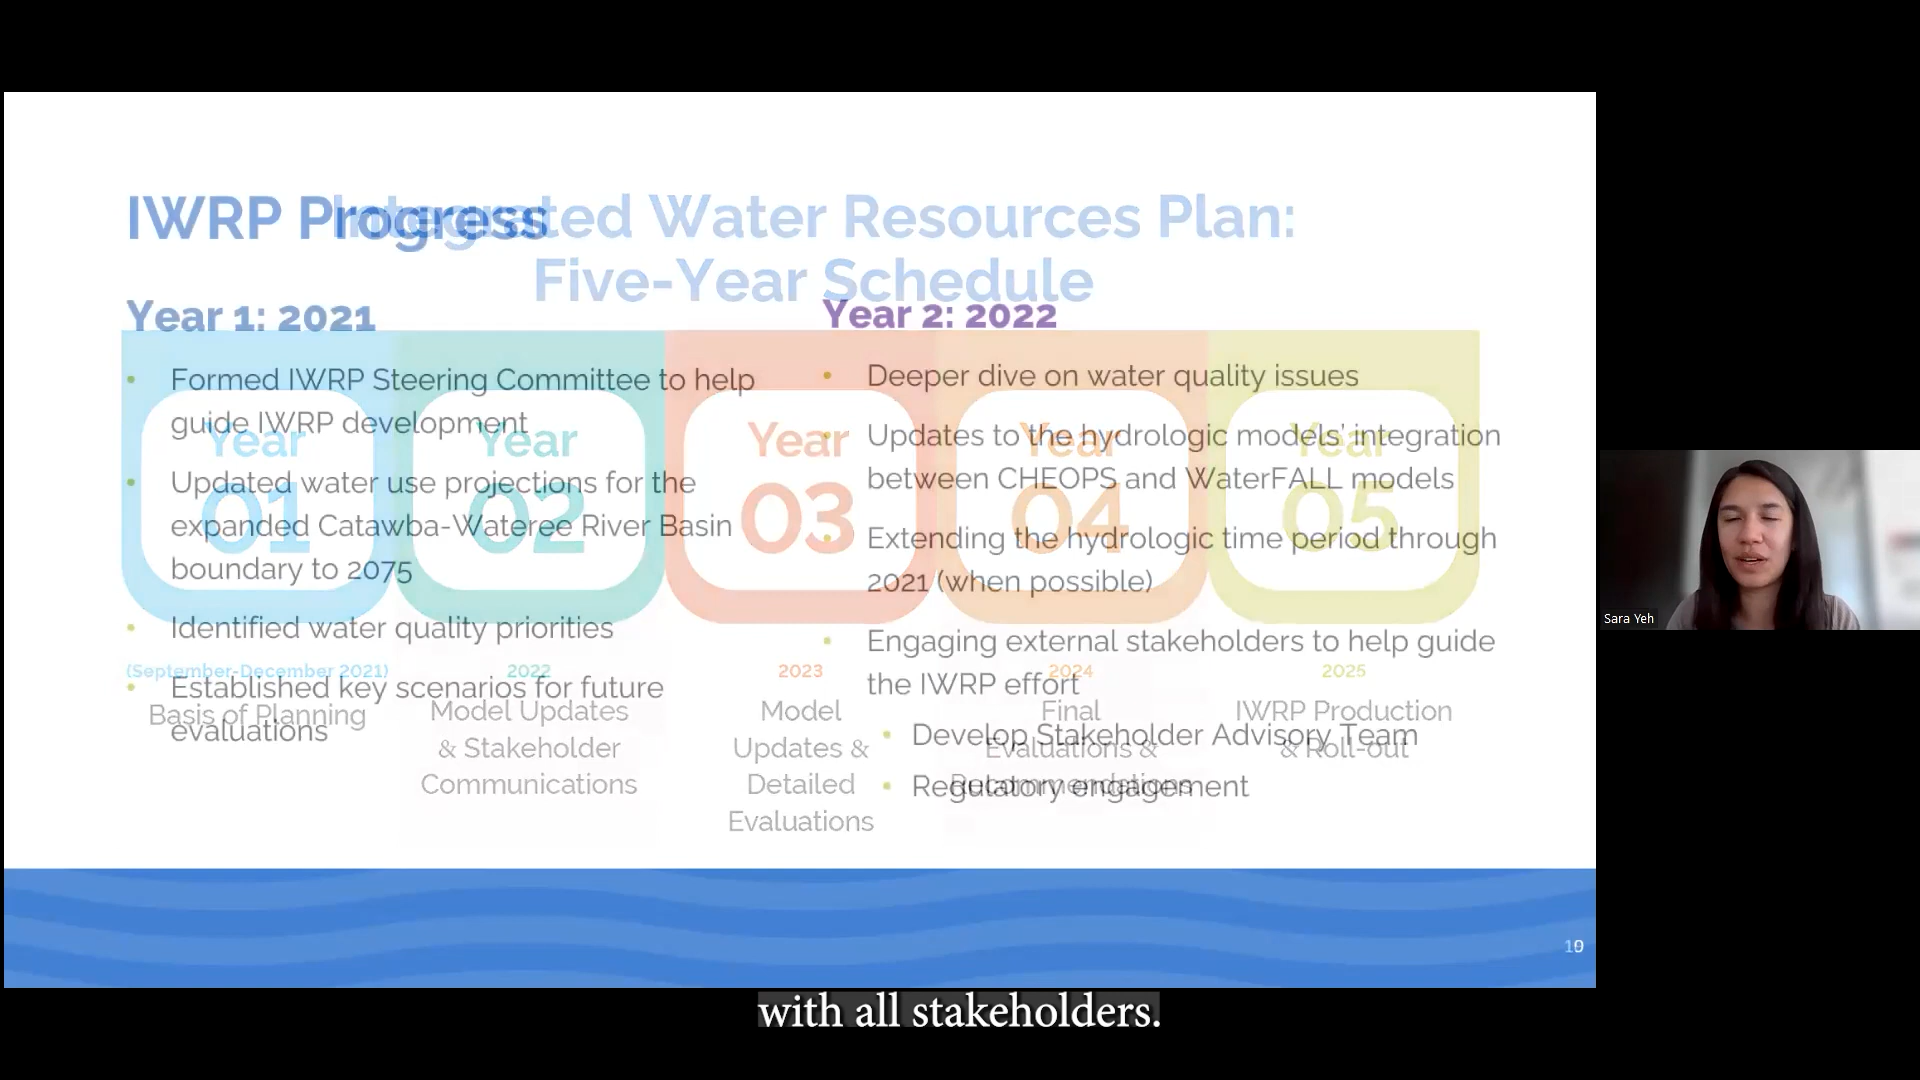 IWRP Progress
Year 1: 2021
• Formed IWRP Steering Committee to help
guide IWRP development
• Updated water use projections for the
expanded Catawba-Wateree River Basin
boundary to 2075
• Identified water quality priorities
• Established key scenarios for future
evaluations
Year 2: 2022
• Deeper dive on water quality issues
• Updates to the hydrologic models' integration
between CHEOPS and WaterFALL models
• Extending the hydrologic time period through
2021 (when possible)
• Engaging external stakeholders to help guide
the IWRP effort
• Develop Stakeholder Advisory Team
• Regulatory engagement
Integrated Water Resources Plan:
Five-Year Schedule
Year
01
(September-December 2021)
Basis of Planning
Year
02
2022
Model Updates
& Stakeholder
Communications
Year
03
2023
Model
Updates &
Detailed
Evaluations
Year
04
2024
Final
Evaluations &
Recommendations
Year
05
2025
IWRP Production
& Roll-out
Sara Yeh
with all stakeholders.